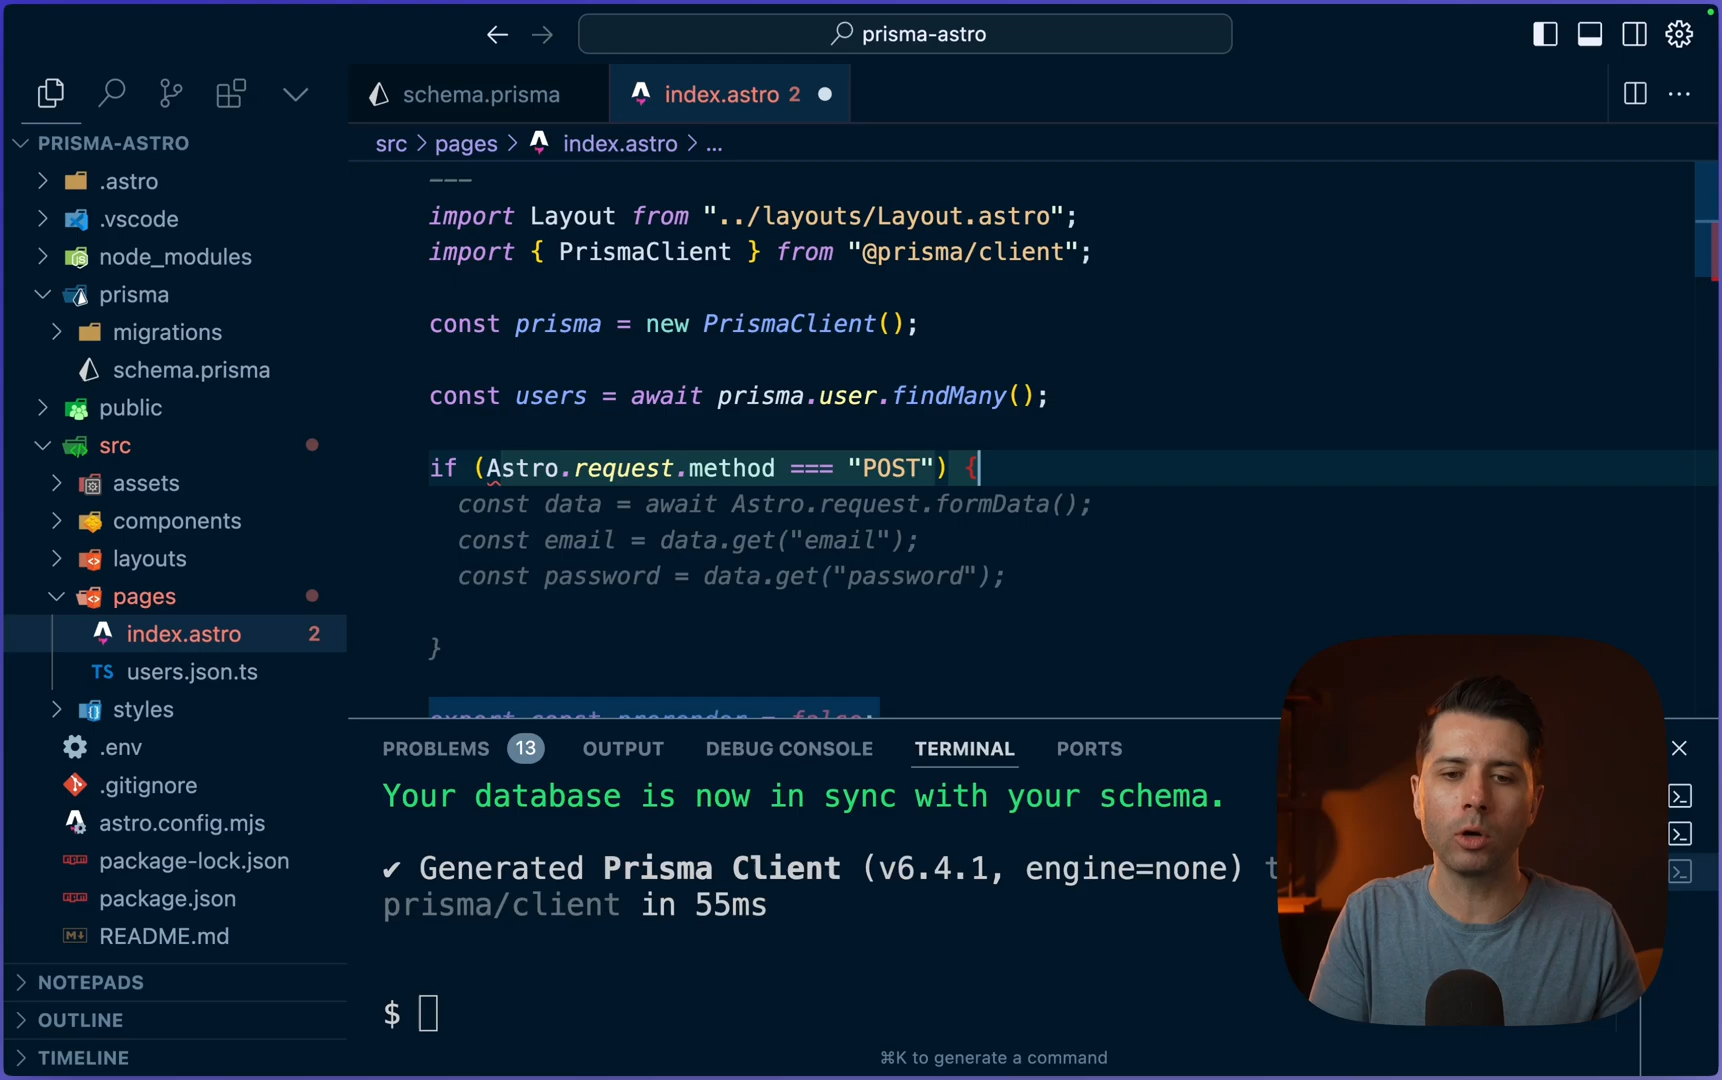 prisma-astro
schema.prisma
index.astro 2
src > pages > index.astro > ...
PRISMA-ASTRO
.astro
.vscode
node_modules
prisma
migrations
schema.prisma
public
src
assets
components
layouts
pages
index.astro 2
TS users.json.ts
styles
.env
.gitignore
astro.config.mjs
package-lock.json
package.json
README.md
NOTEPADS
OUTLINE
TIMELINE
---
import Layout from "../layouts/Layout.astro";
import { PrismaClient } from "@prisma/client";
const prisma = new PrismaClient();
const users = await prisma.user.findMany();
if (Astro.request.method === "POST") {
const data = await Astro.request.formData();
const email = data.get("email");
const password = data.get("password");
}
export const prerender = false;
PROBLEMS 13 OUTPUT DEBUG CONSOLE TERMINAL PORTS
Your database is now in sync with your schema.
✔ Generated Prisma Client (v6.4.1, engine=none) t
prisma/client in 55ms
$
⌘K to generate a command